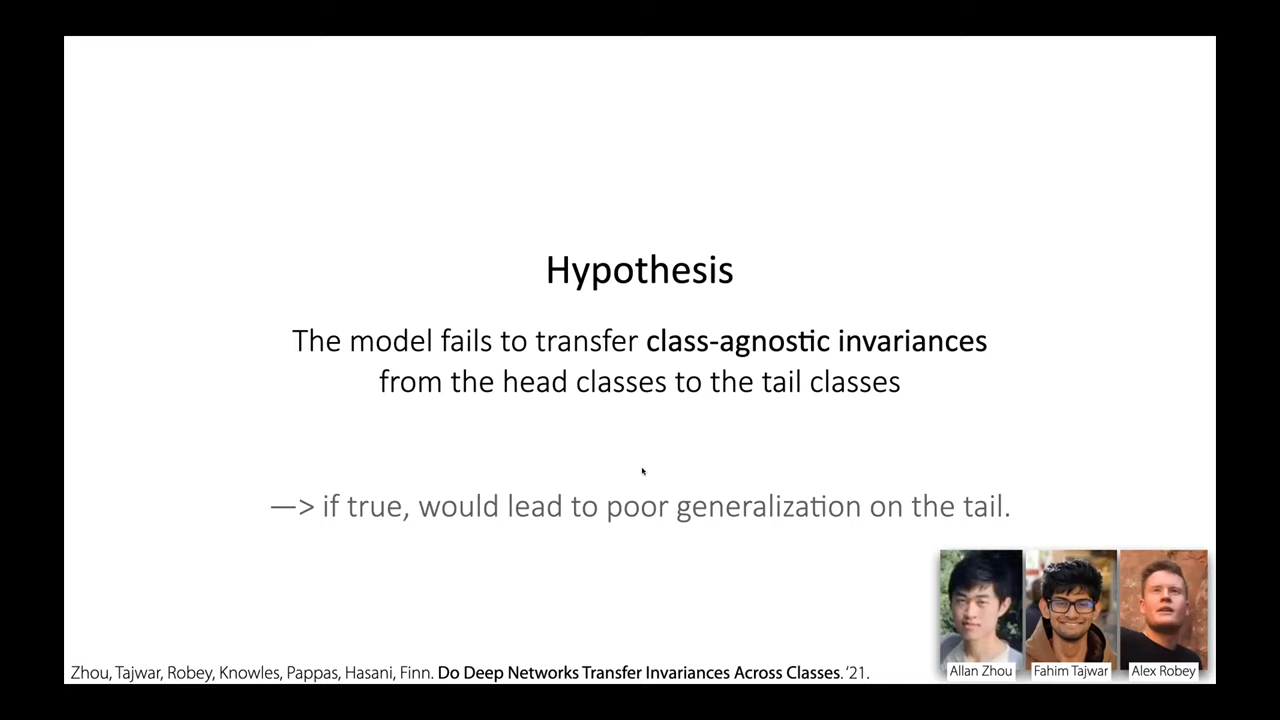 Hypothesis
The model fails to transfer class-agnostic invariances
from the head classes to the tail classes
—> if true, would lead to poor generalization on the tail.
Allan Zhou
Fahim Tajwar
Alex Robey
Zhou, Tajwar, Robey, Knowles, Pappas, Hasani, Finn. Do Deep Networks Transfer Invariances Across Classes. ‘21.